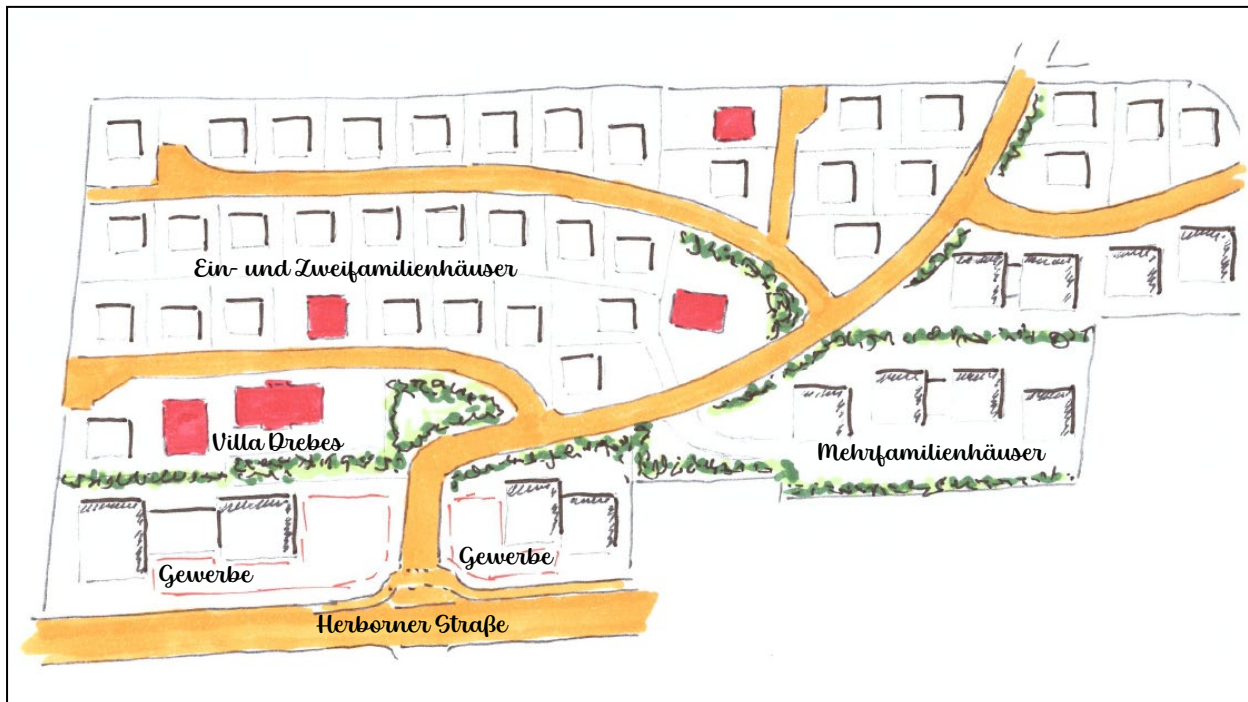 Ein- und Zweifamilienhäuser
Villa Drebes
Mehrfamilienhäuser
Gewerbe
Gewerbe
Herborner Straße